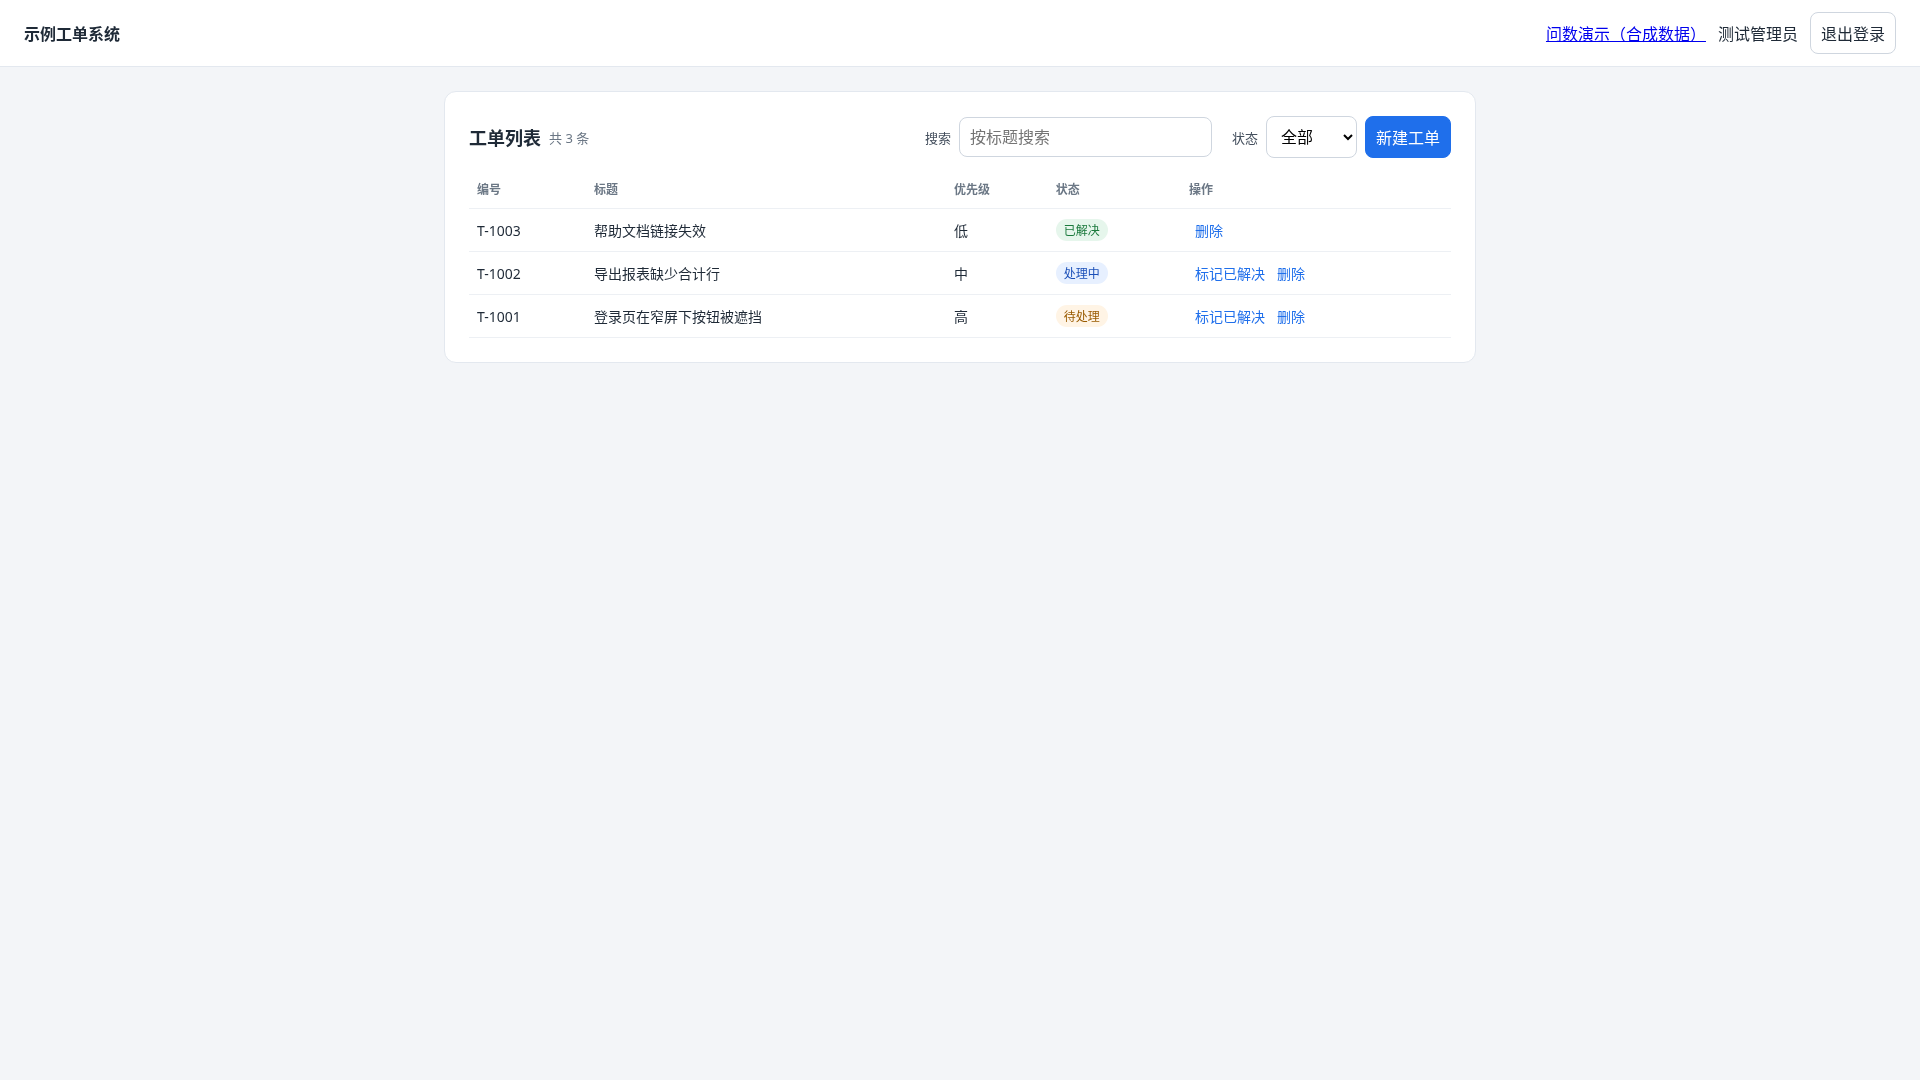 示例工单系统 问数演示（合成数据） 测试管理员 退出登录
工单列表 共 3 条 搜索 按标题搜索 状态 全部 新建工单
编号 标题 优先级 状态 操作
T-1003 帮助文档链接失效 低 已解决 删除
T-1002 导出报表缺少合计行 中 处理中 标记已解决 删除
T-1001 登录页在窄屏下按钮被遮挡 高 待处理 标记已解决 删除